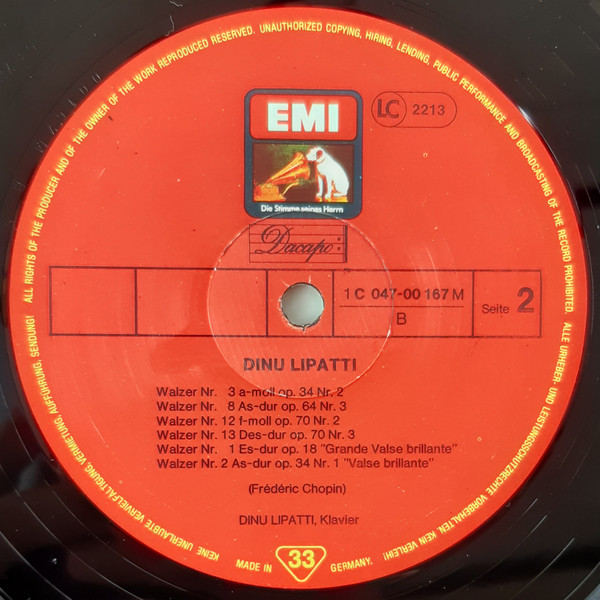 ALL RIGHTS OF THE PRODUCER AND OF THE OWNER OF THE WORK REPRODUCED RESERVED. UNAUTHORIZED COPYING, HIRING, LENDING, PUBLIC PERFORMANCE AND BROADCASTING OF THE RECORD PROHIBITED.
ALLE URHEBER- UND LEISTUNGSSCHUTZRECHTE VORBEHALTEN. KEIN VERLEIH! KEINE UNERLAUBTE VERVIELFÄLTIGUNG, VERMIETUNG, AUFFÜHRUNG, SENDUNG!
EMI
LC 2213
Die Stimme seines Herrn
Dacapo
1 C 047-00 167 M
B
Seite 2
DINU LIPATTI
Walzer Nr. 3 a-moll op. 34 Nr. 2
Walzer Nr. 8 As-dur op. 64 Nr. 3
Walzer Nr. 12 f-moll op. 70 Nr. 2
Walzer Nr. 13 Des-dur op. 70 Nr. 3
Walzer Nr. 1 Es-dur op. 18 "Grande Valse brillante"
Walzer Nr. 2 As-dur op. 34 Nr. 1 "Valse brillante"
(Frédéric Chopin)
DINU LIPATTI, Klavier
MADE IN 33 GERMANY.